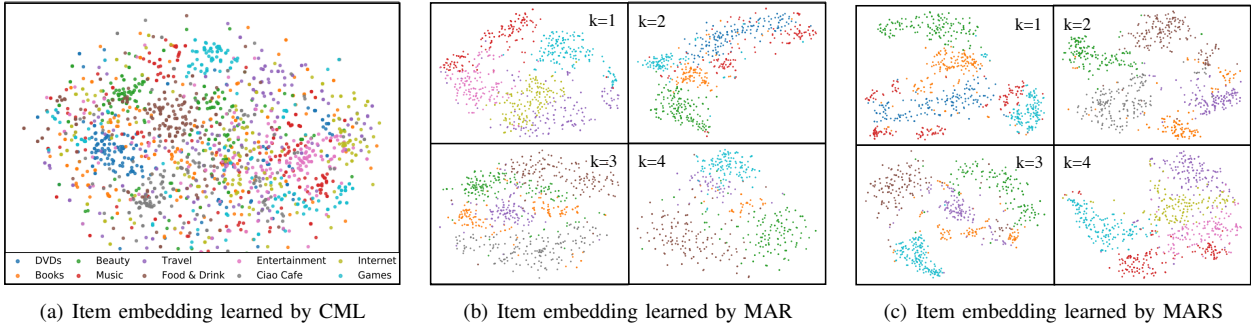 k=1
k=2
k=3
k=4
k=1
k=2
k=3
k=4
DVDs Beauty Travel Entertainment Internet
Books Music Food & Drink Ciao Cafe Games
(a) Item embedding learned by CML
(b) Item embedding learned by MAR
(c) Item embedding learned by MARS